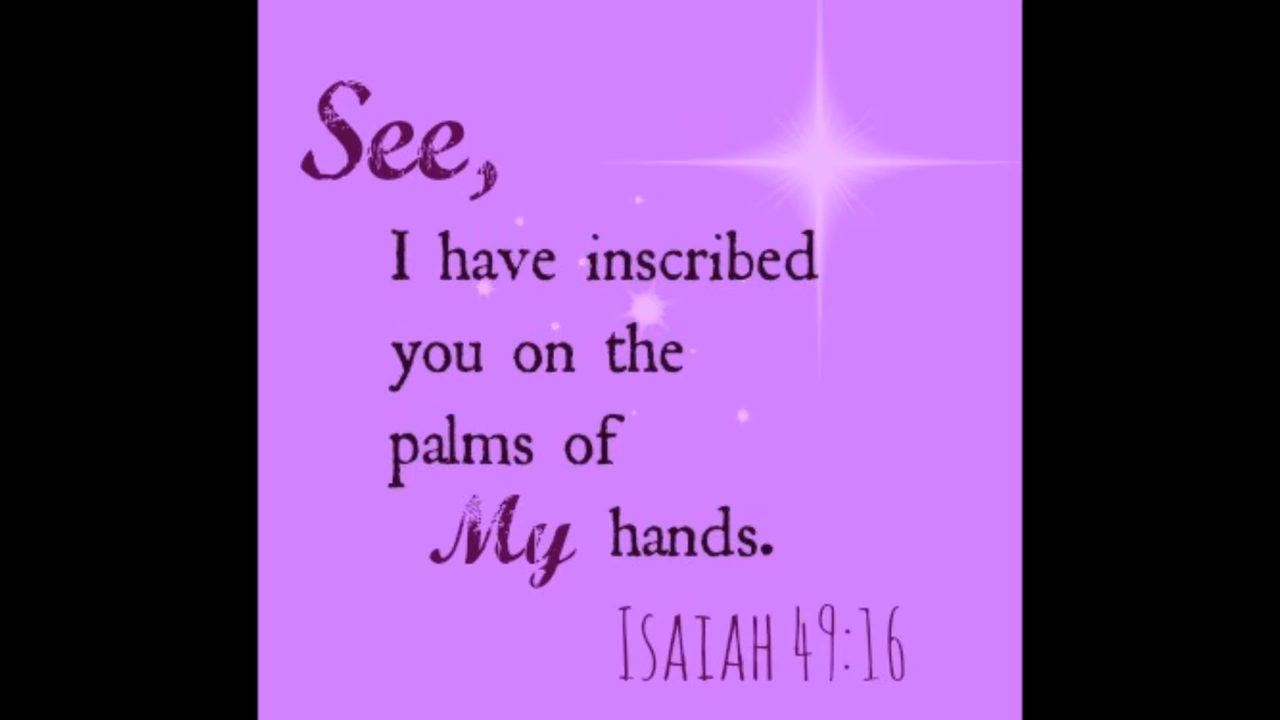 See,
I have inscribed
you on the
palms of
My hands.
ISAIAH 49:16